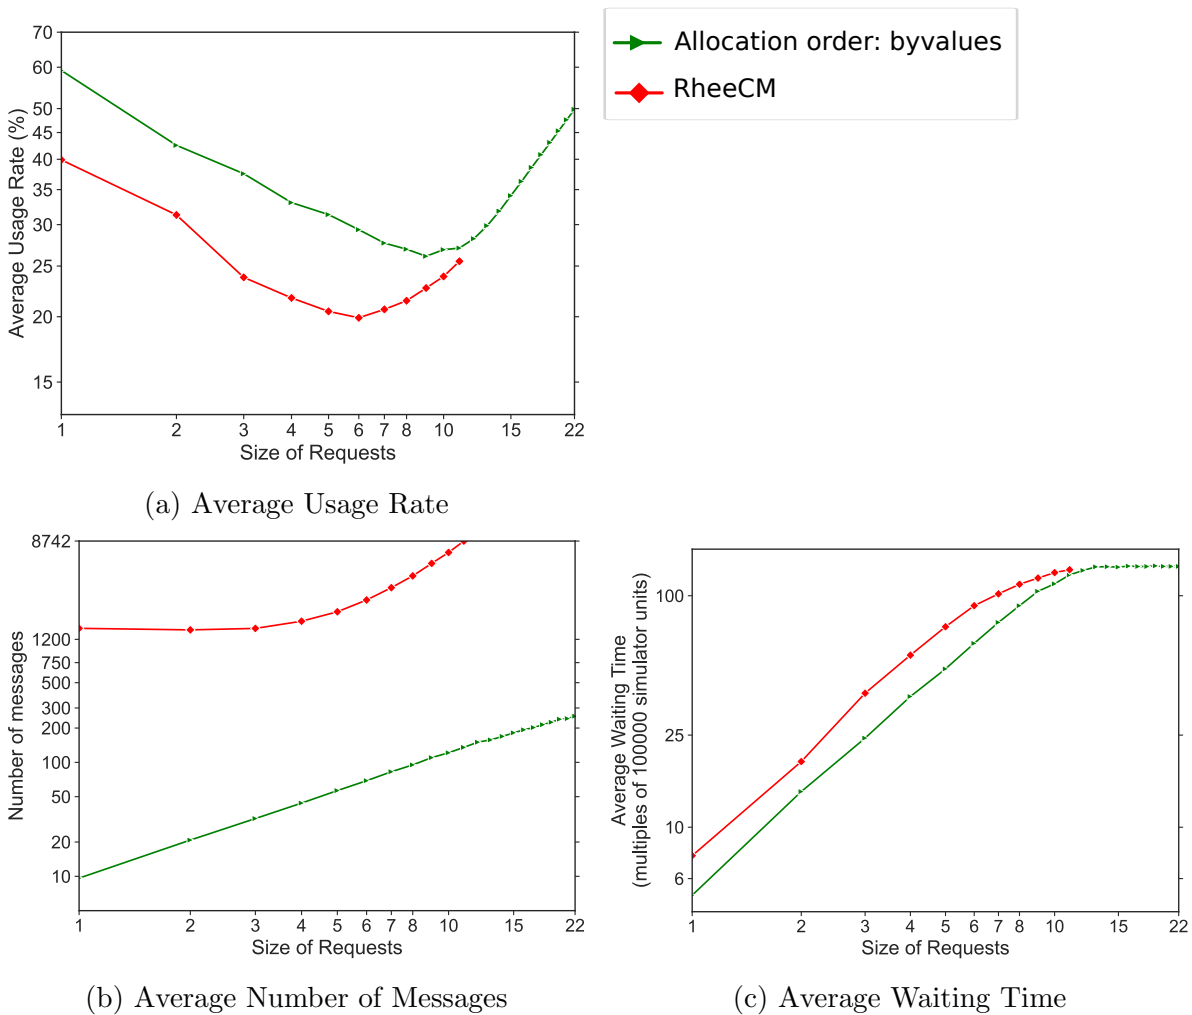 Allocation order: byvalues
RheeCM
70
60
50
45
40
35
30
25
20
15
Average Usage Rate (%)
1 2 3 4 5 6 7 8 10 15 22
Size of Requests
(a) Average Usage Rate
8742
1200
750
500
300
200
100
50
20
10
Number of messages
1 2 3 4 5 6 7 8 10 15 22
Size of Requests
(b) Average Number of Messages
100
25
10
6
Average Waiting Time
(multiples of 100000 simulator units)
1 2 3 4 5 6 7 8 10 15 22
Size of Requests
(c) Average Waiting Time